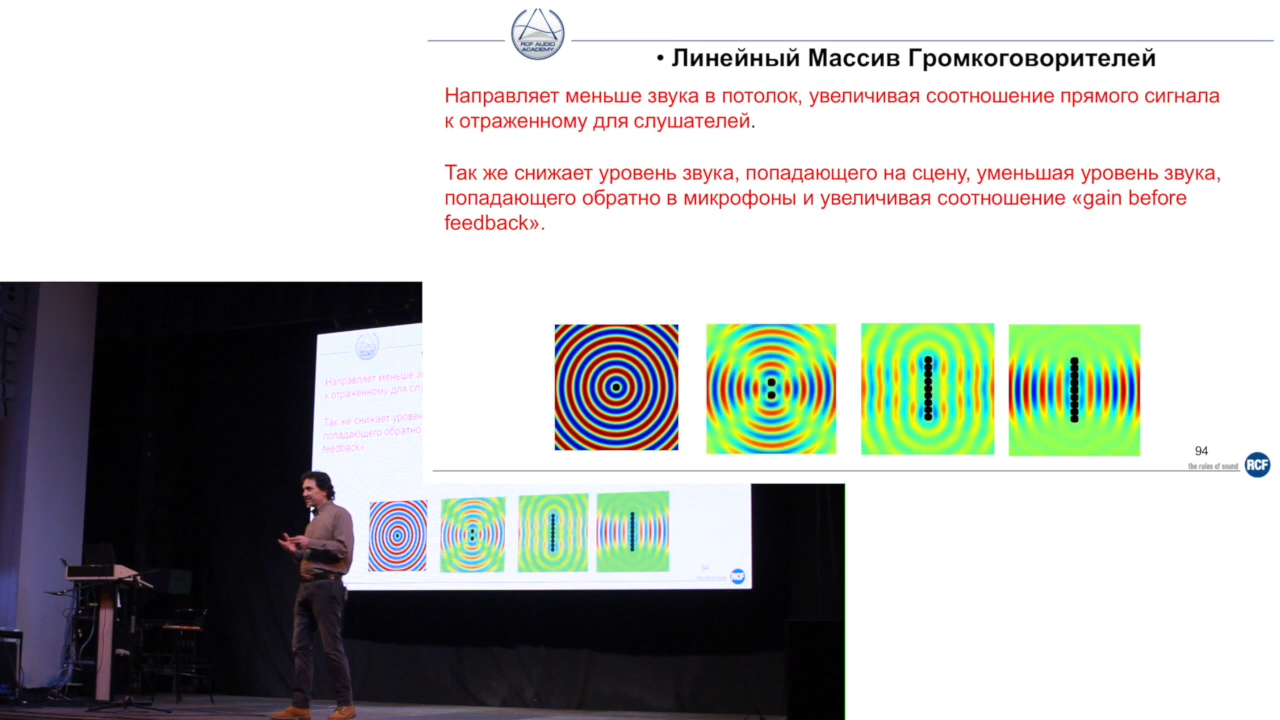 RCF AUDIO
ACADEMY
• Линейный Массив Громкоговорителей
Направляет меньше звука в потолок, увеличивая соотношение прямого сигнала
к отраженному для слушателей.
Так же снижает уровень звука, попадающего на сцену, уменьшая уровень звука,
попадающего обратно в микрофоны и увеличивая соотношение «gain before
feedback».
94
the rules of sound
RCF
Направляет меньше
к отраженному для
Так же снижает
попадающего обратно
feedback»
94
RCF